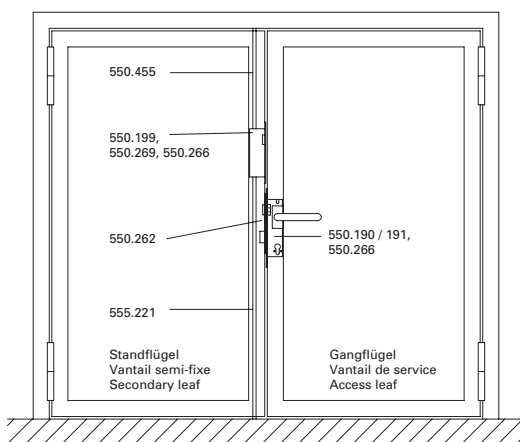 550.455
550.199,
550.269, 550.266
550.262
550.190 / 191,
550.266
555.221
Standflügel
Vantail semi-fixe
Secondary leaf
Gangflügel
Vantail de service
Access leaf